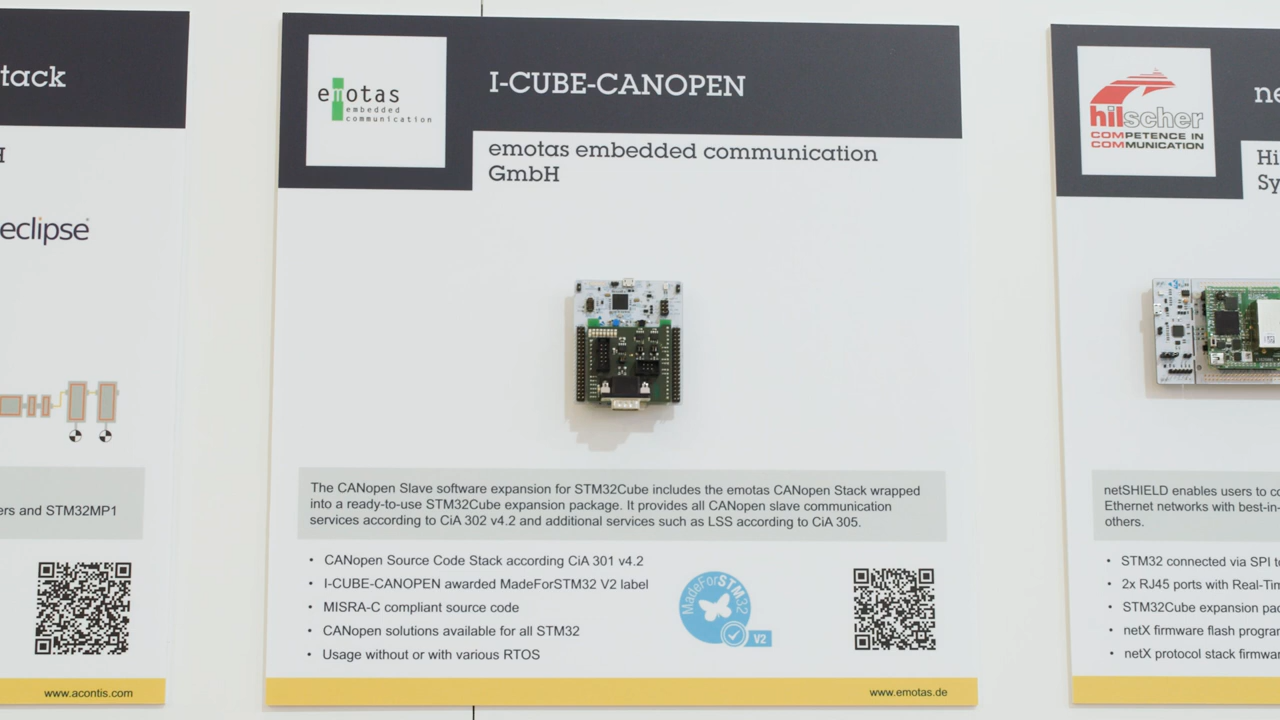 tack
H
eclipse
ers and STM32MP1
www.acontis.com
emotas
embedded
communication
I-CUBE-CANOPEN
emotas embedded communication
GmbH
The CANopen Slave software expansion for STM32Cube includes the emotas CANopen Stack wrapped
into a ready-to-use STM32Cube expansion package. It provides all CANopen slave communication
services according to CiA 302 v4.2 and additional services such as LSS according to CiA 305.
• CANopen Source Code Stack according CiA 301 v4.2
• I-CUBE-CANOPEN awarded MadeForSTM32 V2 label
• MISRA-C compliant source code
• CANopen solutions available for all STM32
• Usage without or with various RTOS
MadeForSTM32
V2
www.emotas.de
hilscher
COMPETENCE IN
COMMUNICATION
ne
Hi
Sy
netSHIELD enables users to co
Ethernet networks with best-in-
others.
• STM32 connected via SPI to
• 2x RJ45 ports with Real-Tim
• STM32Cube expansion pac
• netX firmware flash program
• netX protocol stack firmwa